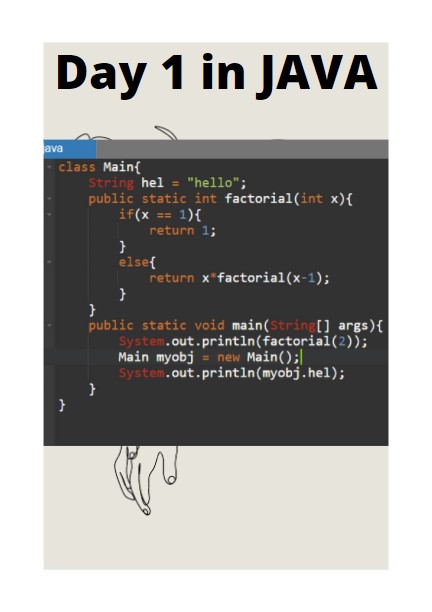 Day 1 in JAVA
ava
class Main{
String hel = "hello";
public static int factorial(int x){
if(x == 1){
return 1;
}
else{
return x*factorial(x-1);
}
}
public static void main(String[] args){
System.out.println(factorial(2));
Main myobj = new Main();
System.out.println(myobj.hel);
}
}